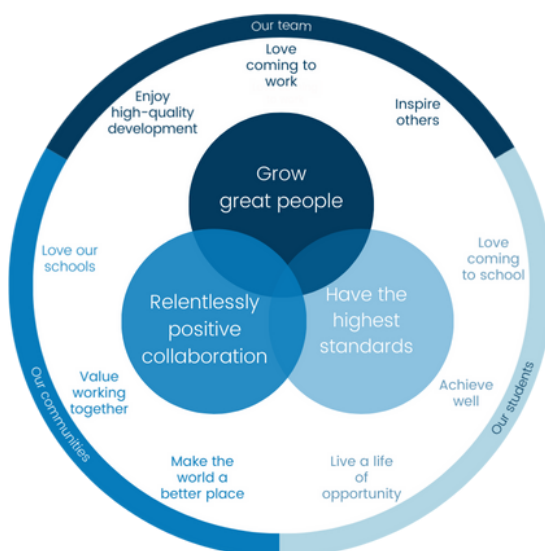 Our team
Love
coming to
work
Enjoy
high-quality
development
Inspire
others
Grow
great people
Love our
schools
Love
coming
to school
Relentlessly
positive
collaboration
Have the
highest
standards
Value
working
together
Achieve
well
Our communities
Our students
Make the
world a
better place
Live a life
of
opportunity